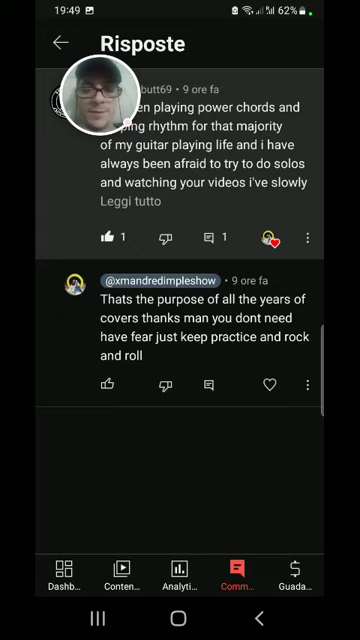 19:49
62%
Risposte
butt69 • 9 ore fa
playing power chords and
rhythm for that majority
of my guitar playing life and i have
always been afraid to try to do solos
and watching your videos i've slowly
Leggi tutto
1
1
@xmandredimpleshow • 9 ore fa
Thats the purpose of all the years of
covers thanks man you dont need
have fear just keep practice and rock
and roll
Dashb...
Conten...
Analyti...
Comm...
Guada...